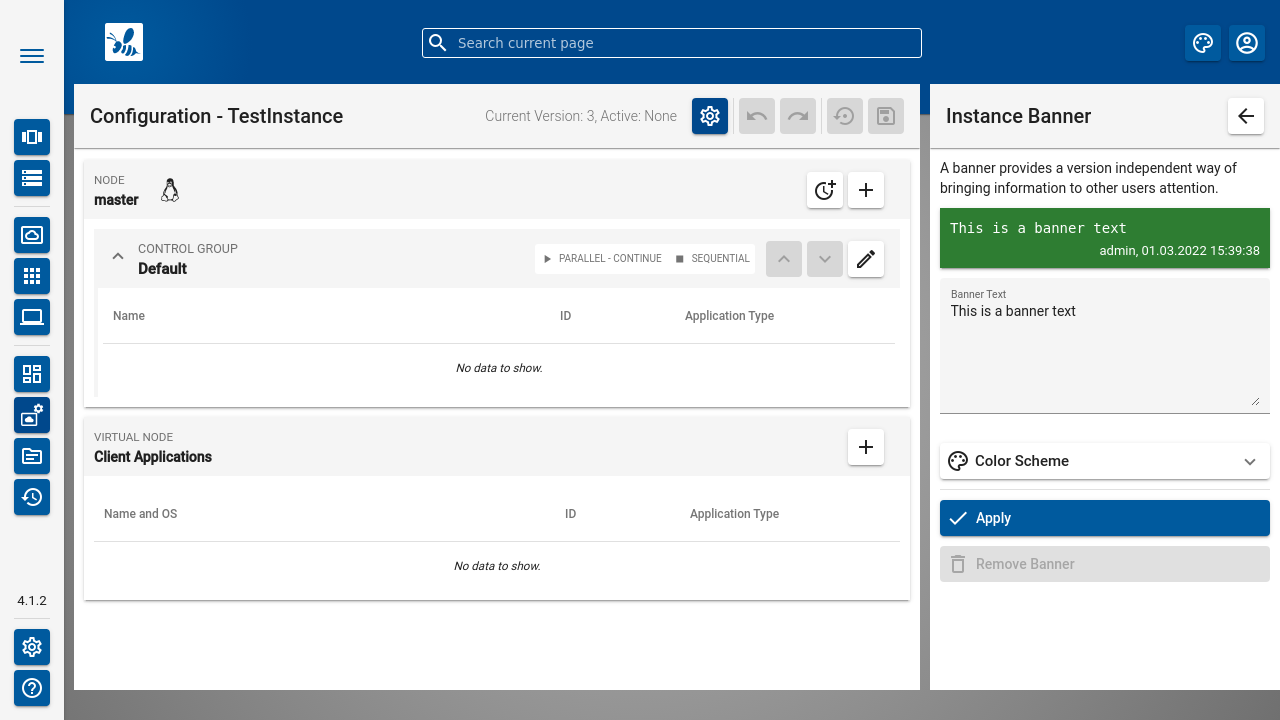 Search current page
Configuration - TestInstance
Current Version: 3, Active: None
NODE
master
CONTROL GROUP
Default
PARALLEL - CONTINUE
SEQUENTIAL
Name
ID
Application Type
No data to show.
VIRTUAL NODE
Client Applications
Name and OS
ID
Application Type
No data to show.
4.1.2
Instance Banner
A banner provides a version independent way of
bringing information to other users attention.
This is a banner text
admin, 01.03.2022 15:39:38
Banner Text
This is a banner text
Color Scheme
Apply
Remove Banner